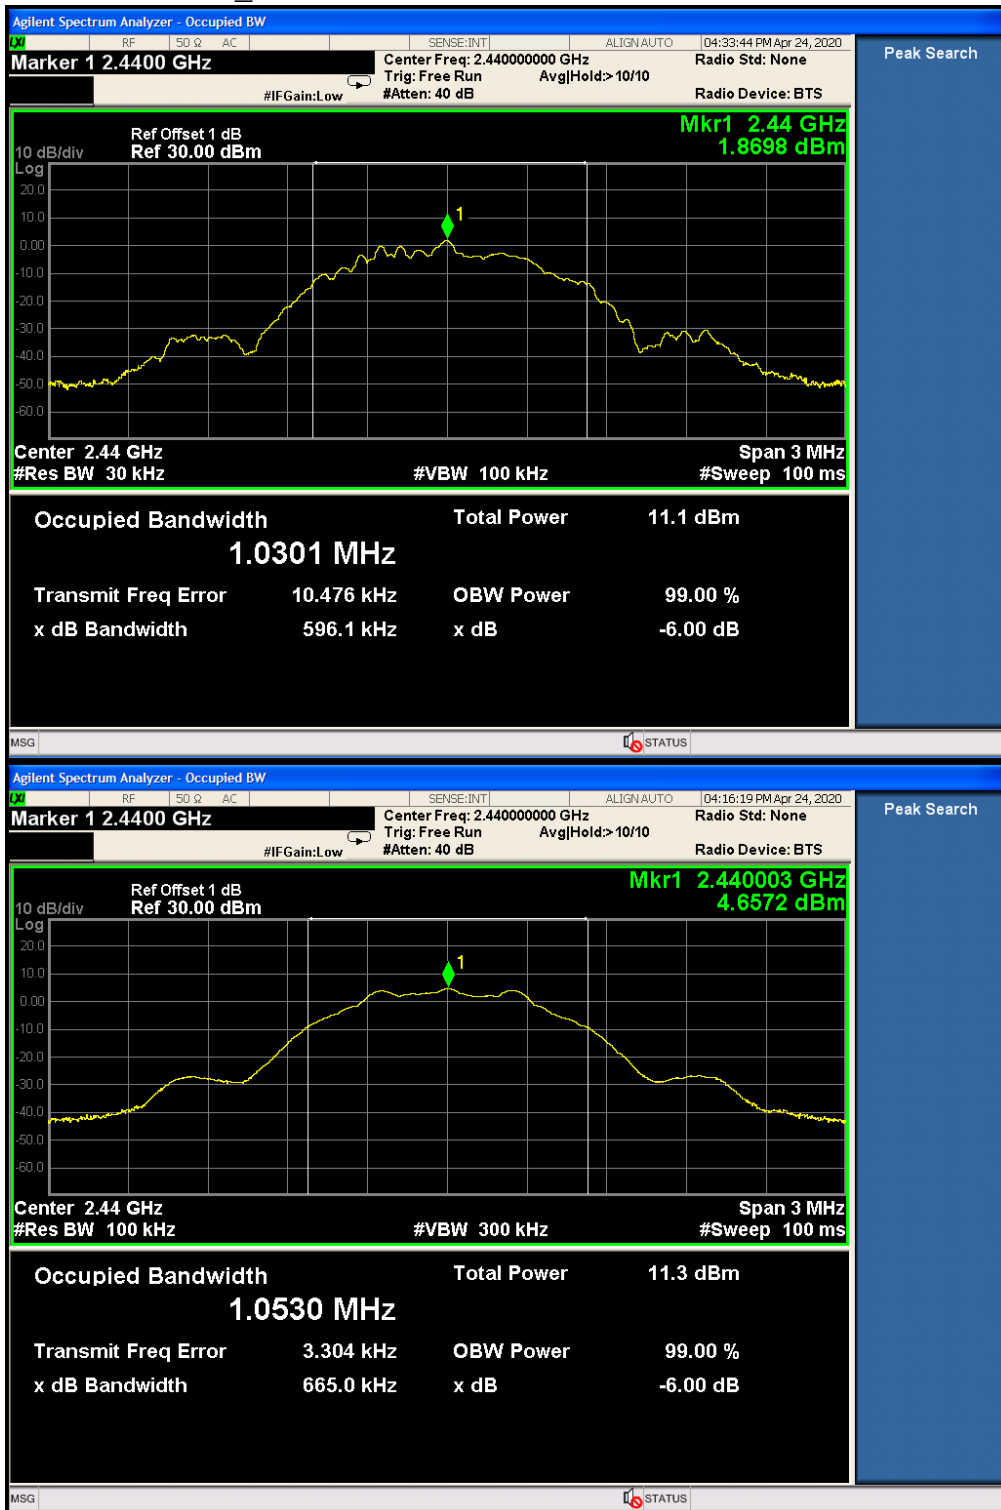 Agilent Spectrum Analyzer - Occupied BW
LXI RF 50 Ω AC SENSE:INT ALIGN AUTO 04:33:44 PM Apr 24, 2020
Marker 1 2.4400 GHz Center Freq: 2.440000000 GHz Radio Std: None Peak Search
Trig: Free Run Avg|Hold:> 10/10
#IFGain:Low #Atten: 40 dB Radio Device: BTS
Mkr1 2.44 GHz
Ref Offset 1 dB
10 dB/div Ref 30.00 dBm 1.8698 dBm
Log
20.0
10.0
1
0.00
-10.0
-20.0
-30.0
-40.0
-50.0
-60.0
Center 2.44 GHz Span 3 MHz
#Res BW 30 kHz #VBW 100 kHz #Sweep 100 ms
Occupied Bandwidth Total Power 11.1 dBm
1.0301 MHz
Transmit Freq Error 10.476 kHz OBW Power 99.00 %
x dB Bandwidth 596.1 kHz x dB -6.00 dB
MSG STATUS
Agilent Spectrum Analyzer - Occupied BW
LXI RF 50 Ω AC SENSE:INT ALIGN AUTO 04:16:19 PM Apr 24, 2020
Marker 1 2.4400 GHz Center Freq: 2.440000000 GHz Radio Std: None Peak Search
Trig: Free Run Avg|Hold:> 10/10
#IFGain:Low #Atten: 40 dB Radio Device: BTS
Mkr1 2.440003 GHz
Ref Offset 1 dB
10 dB/div Ref 30.00 dBm 4.6572 dBm
Log
20.0
1
10.0
0.00
-10.0
-20.0
-30.0
-40.0
-50.0
-60.0
Center 2.44 GHz Span 3 MHz
#Res BW 100 kHz #VBW 300 kHz #Sweep 100 ms
Occupied Bandwidth Total Power 11.3 dBm
1.0530 MHz
Transmit Freq Error 3.304 kHz OBW Power 99.00 %
x dB Bandwidth 665.0 kHz x dB -6.00 dB
MSG STATUS